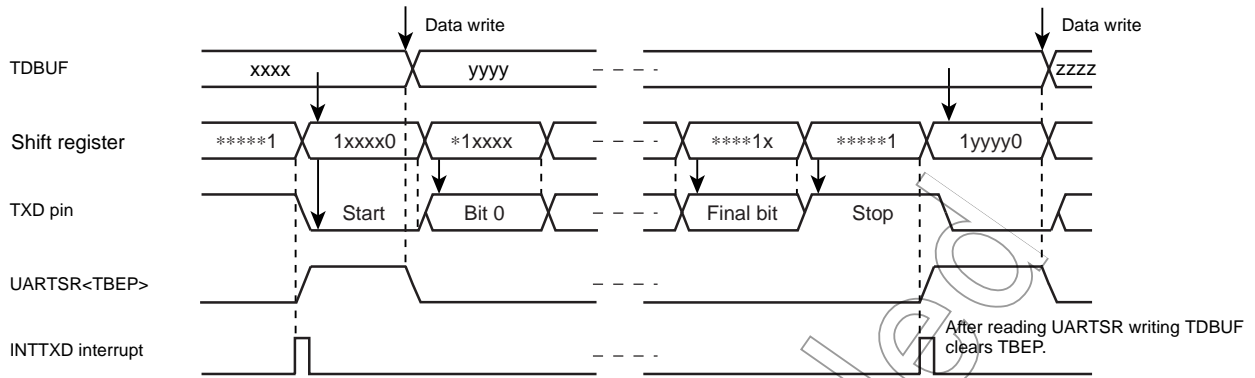 Data write Data write
TDBUF xxxx yyyy zzzz
Shift register *****1 1xxxx0 *1xxxx ****1x *****1 1yyyy0
TXD pin Start Bit 0 Final bit Stop
UARTSR<TBEP>
After reading UARTSR writing TDBUF
INTTXD interrupt clears TBEP.